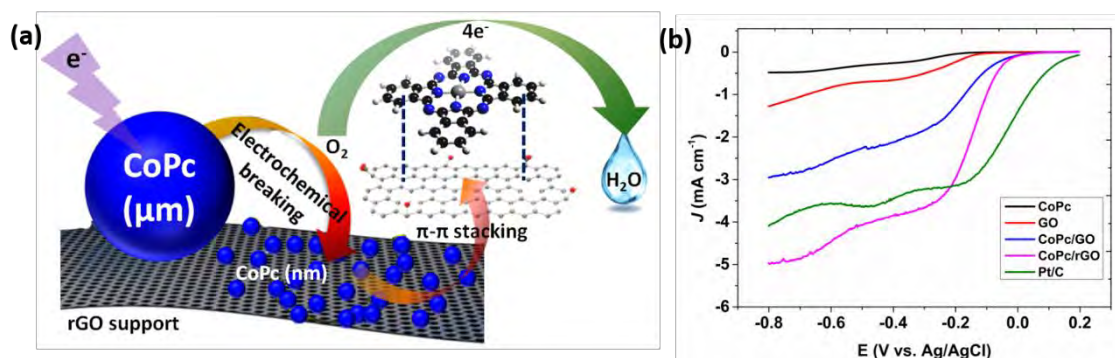 (a)
e-
CoPc
(μm)
Electrochemical
breaking
O2
4e-
H2O
π-π stacking
CoPc (nm)
rGO support
(b)
0
-1
-2
-3
-4
-5
-6
J (mA cm-1)
CoPc
GO
CoPc/GO
CoPc/rGO
Pt/C
-0.8
-0.6
-0.4
-0.2
0.0
0.2
E (V vs. Ag/AgCl)